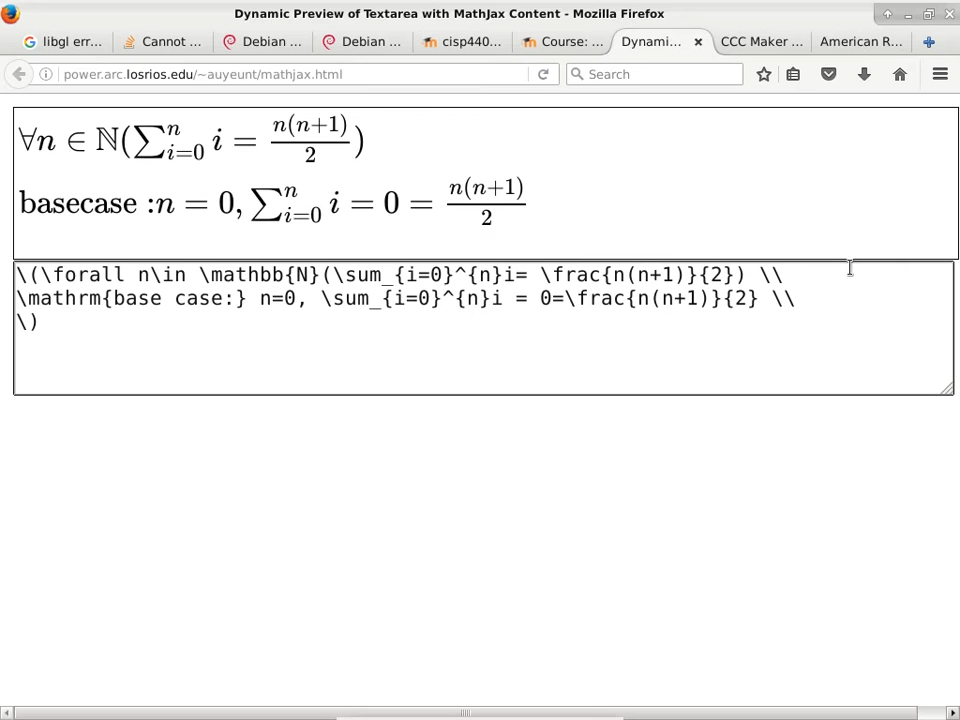 Dynamic Preview of Textarea with MathJax Content - Mozilla Firefox
libgl err... Cannot ... Debian ... Debian ... cisp440... Course: ... Dynami... CCC Maker ... American R...
power.arc.losrios.edu/~auyeunt/mathjax.html Search
∀n ∈ ℕ(∑_{i=0}^{n} i = \frac{n(n+1)}{2})
basecase :n = 0, ∑_{i=0}^{n} i = 0 = \frac{n(n+1)}{2}
\(\forall n\in \mathbb{N}(\sum_{i=0}^{n}i= \frac{n(n+1)}{2}) \\
\mathrm{base case:} n=0, \sum_{i=0}^{n}i = 0=\frac{n(n+1)}{2} \\
\)